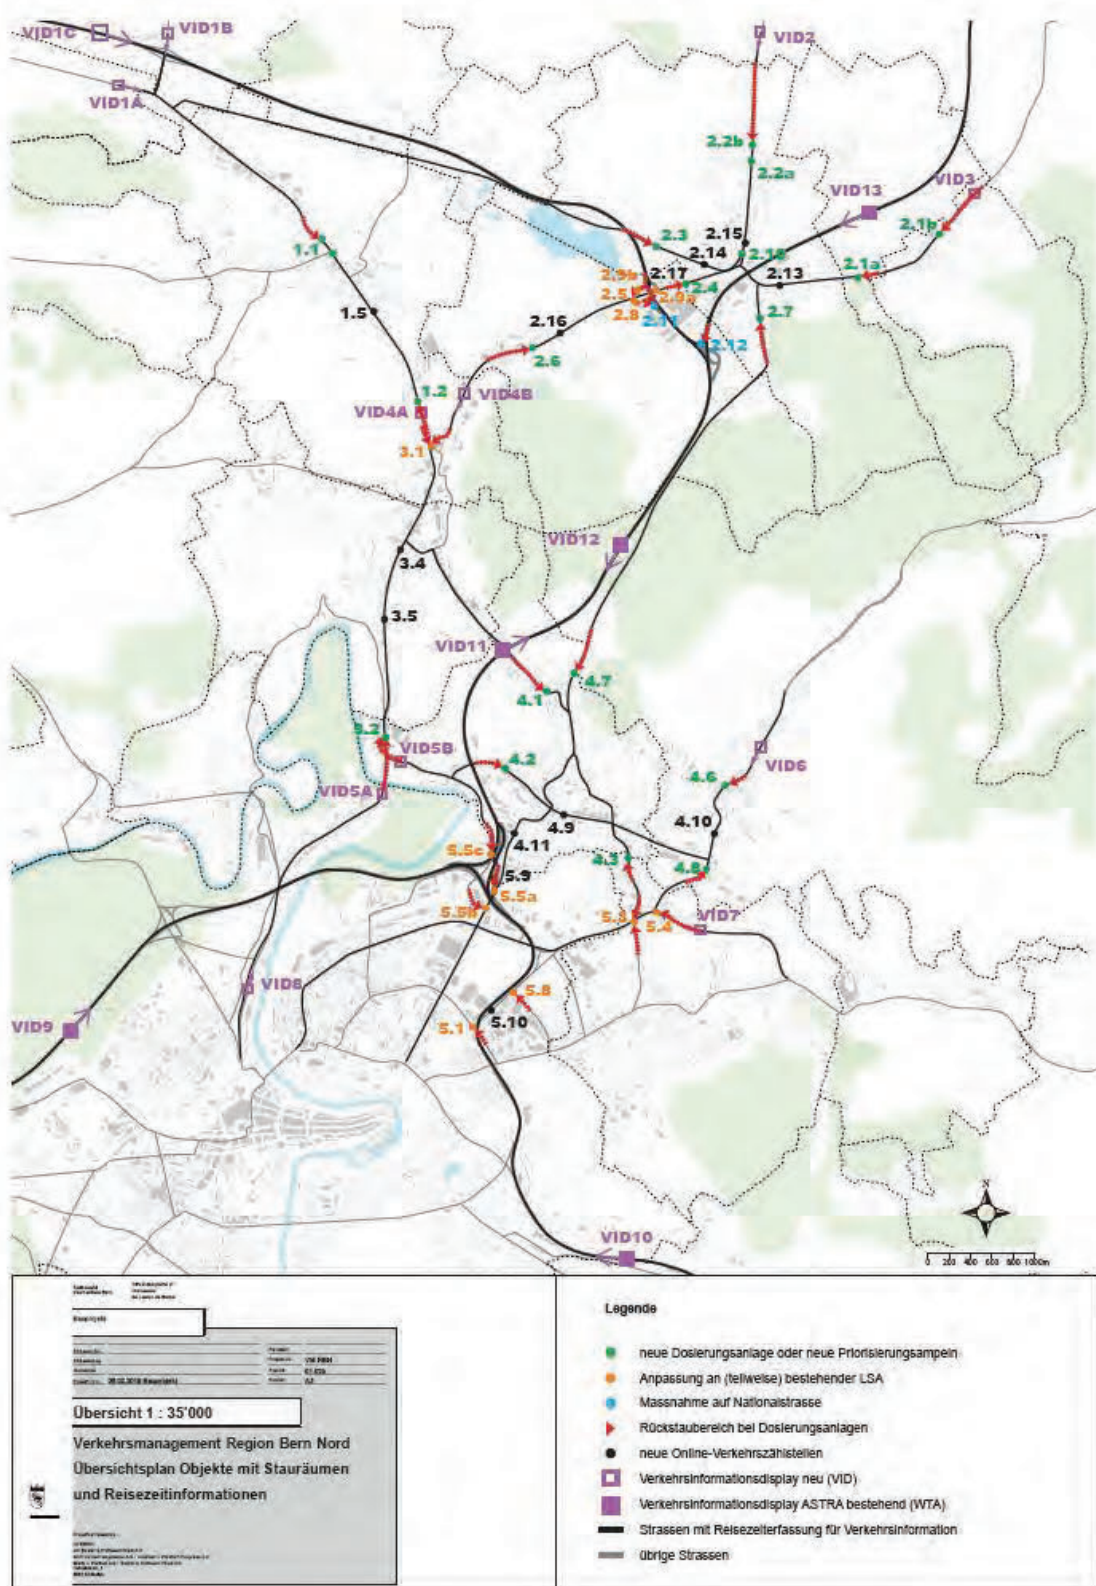 VID1C
VID1B
VID2
VID1A
2.2b
2.2a
VID13
VID3
2.1b
1.1
2.3
2.15
2.14
2.18
2.9b
2.17
2.13
2.1a
2.5
2.4
2.9a
2.8
2.11
1.5
2.16
2.7
2.6
2.12
1.2
VID4B
VID4A
3.1
VID12
3.4
3.5
VID11
4.7
4.1
3.2
VID5B
4.2
VID6
VID5A
4.6
4.9
4.10
4.11
5.5c
4.3
4.8
5.9
5.5a
5.5b
5.3
5.4
VID7
VID8
5.8
VID9
5.10
5.1
N
VID10
0 200 400 600 800 1000m
Übersicht 1 : 35'000
Verkehrsmanagement Region Bern Nord
Übersichtsplan Objekte mit Stauräumen
und Reisezeitinformationen
Legende
neue Dosierungsanlage oder neue Priorisierungsampeln
Anpassung an (teilweise) bestehender LSA
Massnahme auf Nationalstrasse
Rückstaubereich bei Dosierungsanlagen
neue Online-Verkehrszählstellen
Verkehrsinformationsdisplay neu (VID)
Verkehrsinformationsdisplay ASTRA bestehend (WTA)
Strassen mit Reisezeiterfassung für Verkehrsinformation
übrige Strassen